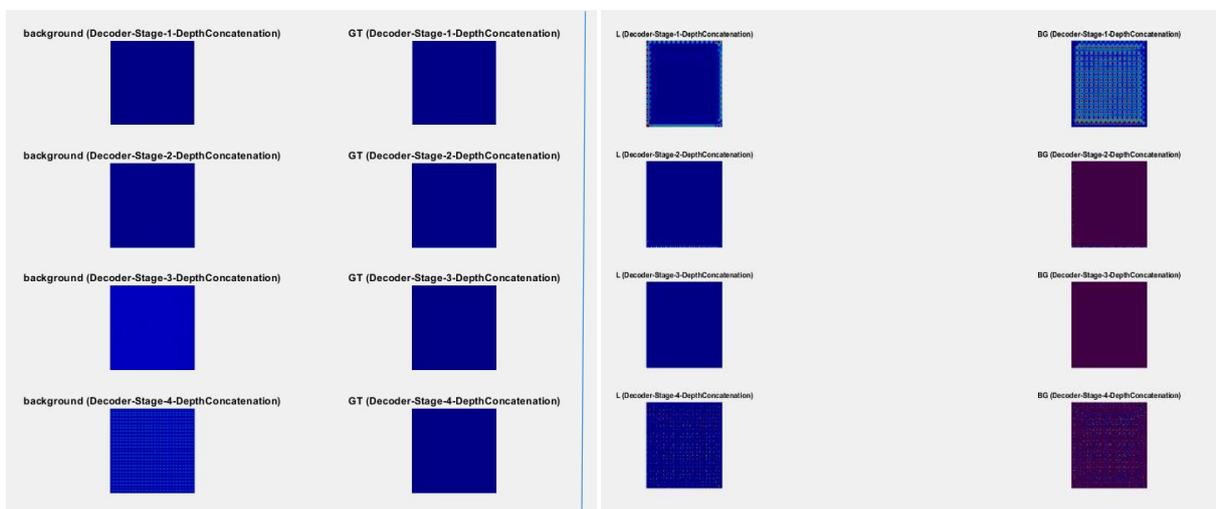 background (Decoder-Stage-1-DepthConcatenation)
GT (Decoder-Stage-1-DepthConcatenation)
L (Decoder-Stage-1-DepthConcatenation)
BG (Decoder-Stage-1-DepthConcatenation)
background (Decoder-Stage-2-DepthConcatenation)
GT (Decoder-Stage-2-DepthConcatenation)
L (Decoder-Stage-2-DepthConcatenation)
BG (Decoder-Stage-2-DepthConcatenation)
background (Decoder-Stage-3-DepthConcatenation)
GT (Decoder-Stage-3-DepthConcatenation)
L (Decoder-Stage-3-DepthConcatenation)
BG (Decoder-Stage-3-DepthConcatenation)
background (Decoder-Stage-4-DepthConcatenation)
GT (Decoder-Stage-4-DepthConcatenation)
L (Decoder-Stage-4-DepthConcatenation)
BG (Decoder-Stage-4-DepthConcatenation)